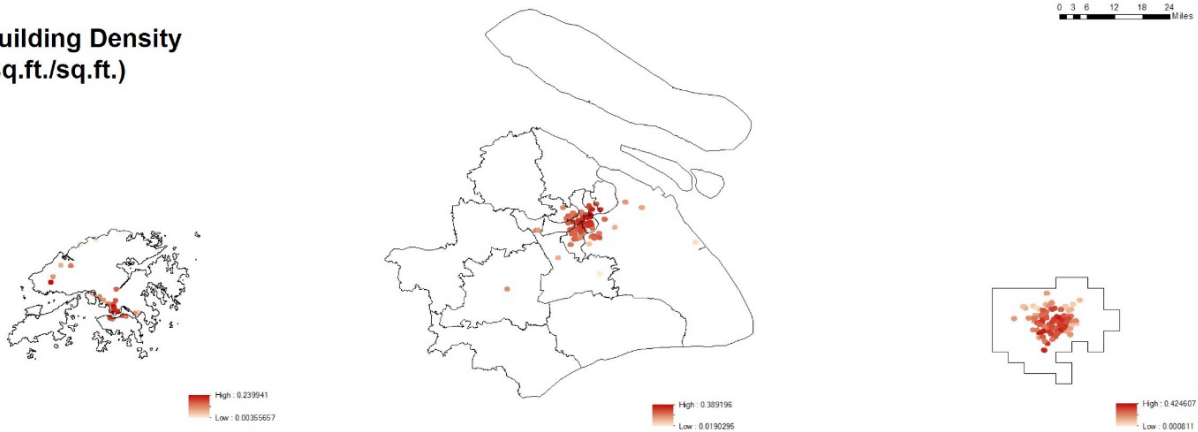 uilding Density
q.ft./sq.ft.)
0 3 6 12 18 24
Miles
High : 0.239941
Low : 0.00355657
High : 0.389196
Low : 0.0190295
High : 0.424607
Low : 0.000811